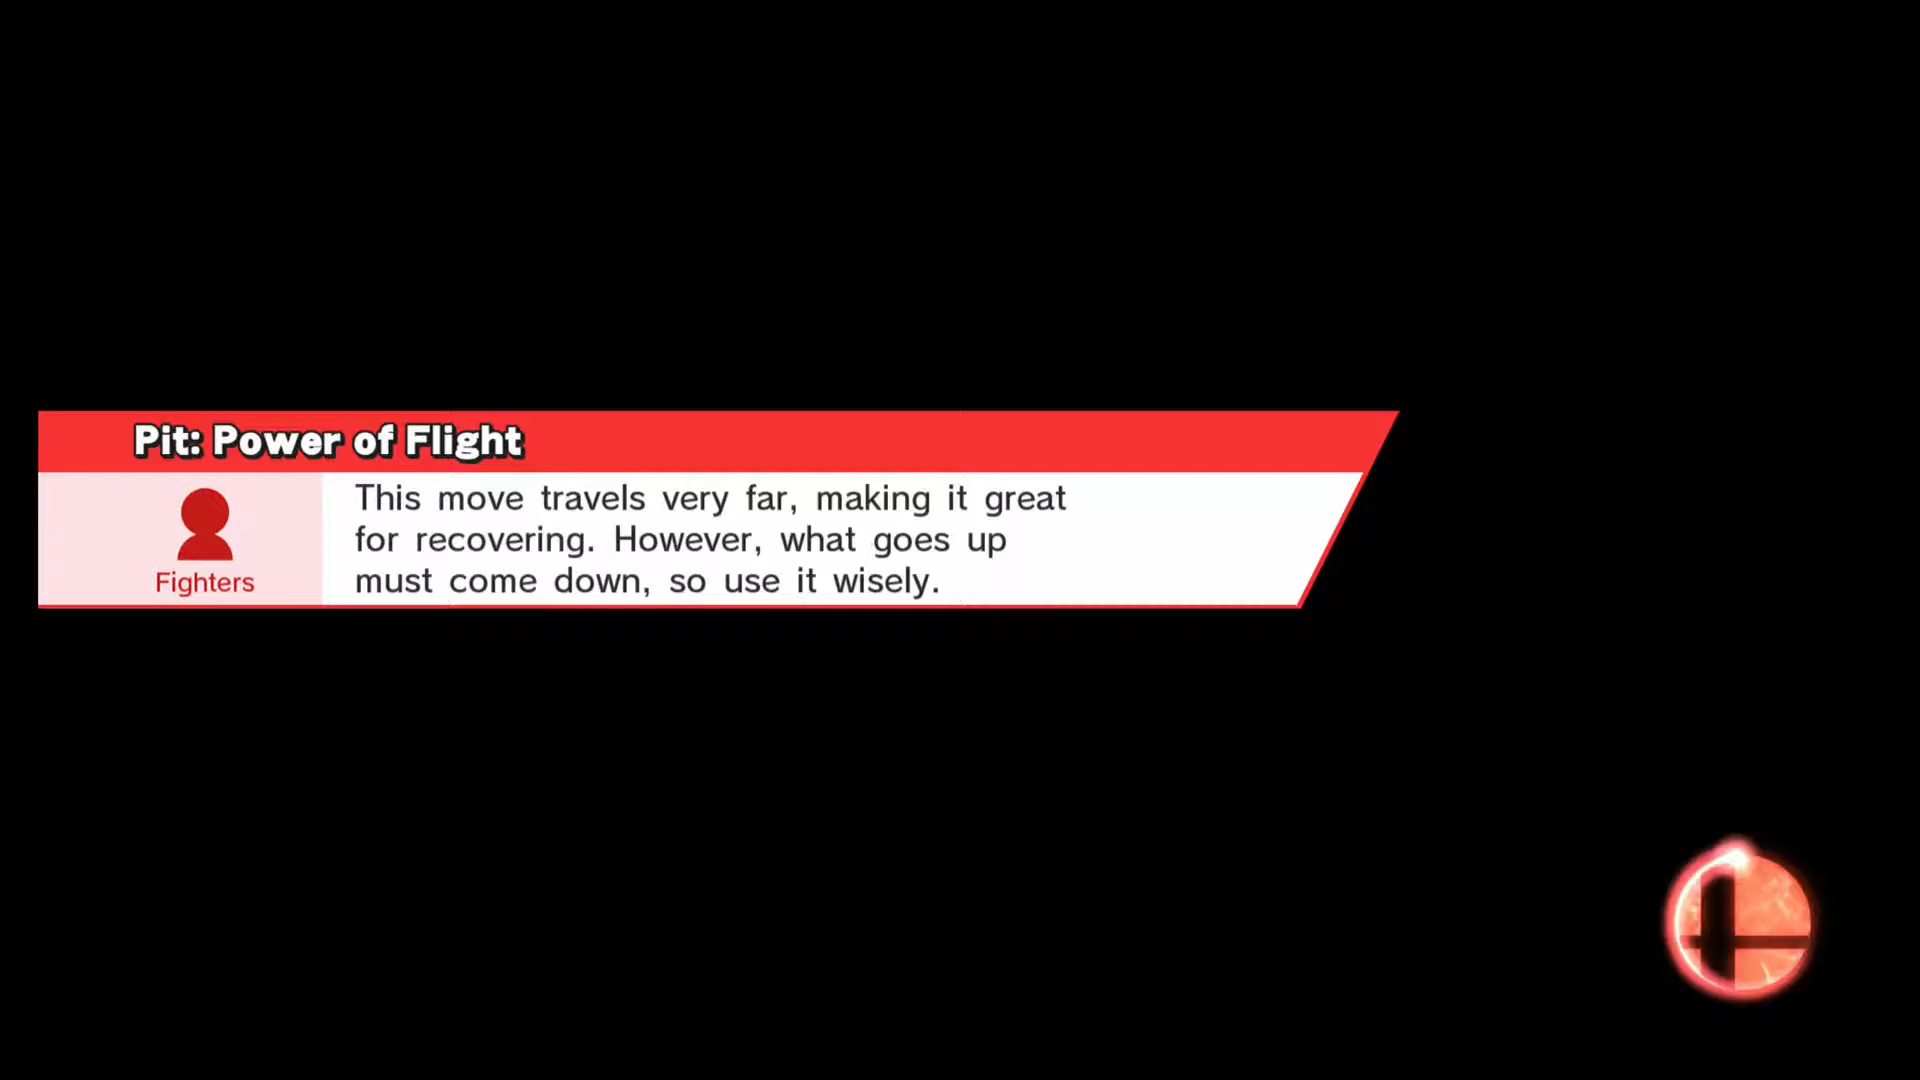 Pit: Power of Flight
This move travels very far, making it great
for recovering. However, what goes up
must come down, so use it wisely.
Fighters